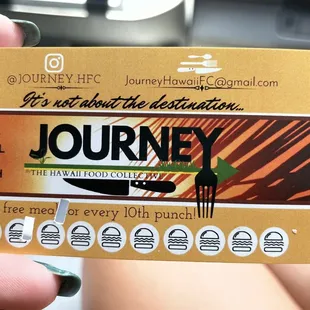 @JOURNEY.HFC
JourneyHawaiiFC@gmail.com
It's not about the destination...
JOURNEY
THE HAWAII FOOD COLLECTIVE
free meal for every 10th punch!